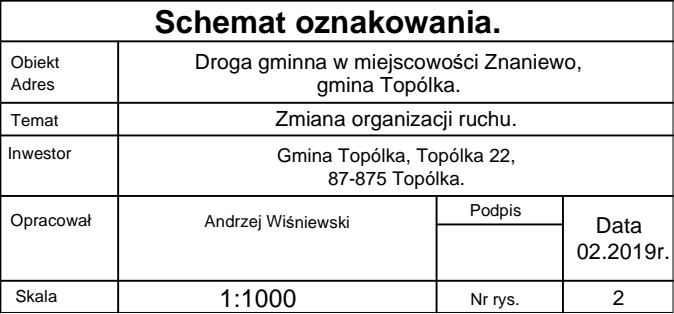 Schemat oznakowania.
Obiekt
Adres
Droga gminna w miejscowości Znaniewo,
gmina Topólka.
Temat
Zmiana organizacji ruchu.
Inwestor
Gmina Topólka, Topólka 22,
87-875 Topólka.
Opracował
Andrzej Wiśniewski
Podpis
Data
02.2019r.
Skala
1:1000
Nr rys.
2